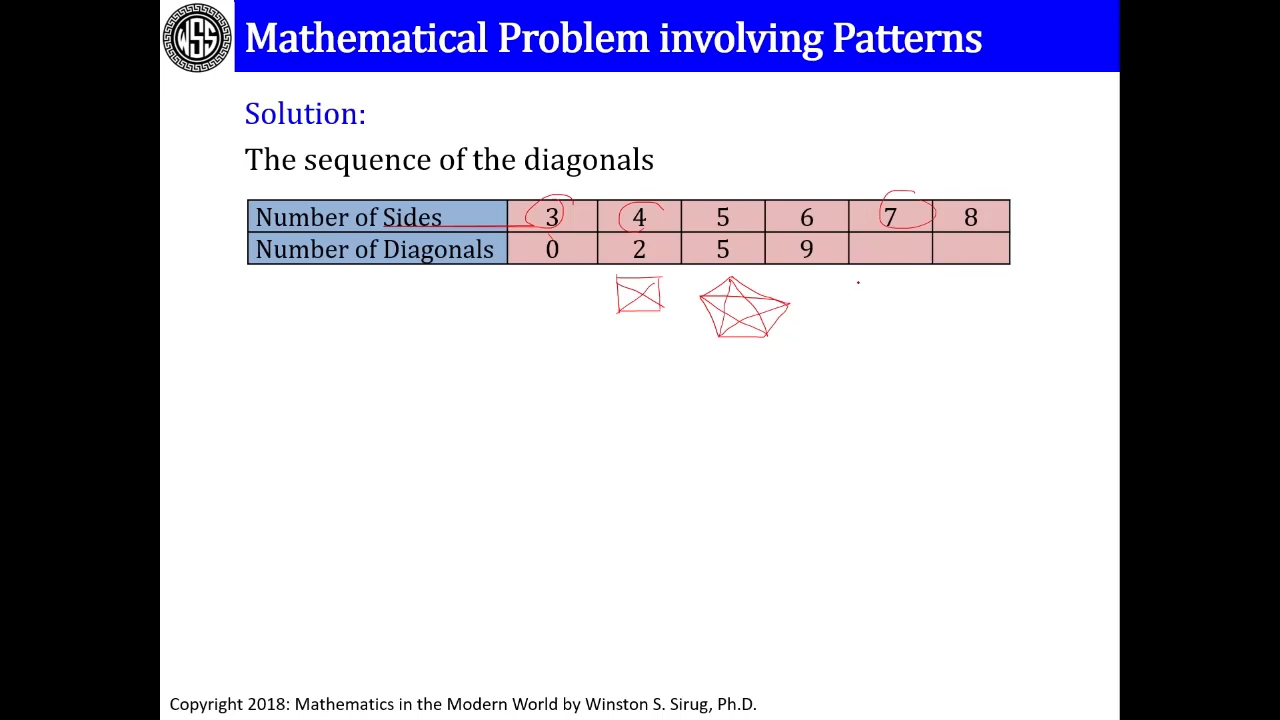 WSS
Mathematical Problem involving Patterns
Solution:
The sequence of the diagonals
Number of Sides 3 4 5 6 7 8
Number of Diagonals 0 2 5 9
Copyright 2018: Mathematics in the Modern World by Winston S. Sirug, Ph.D.